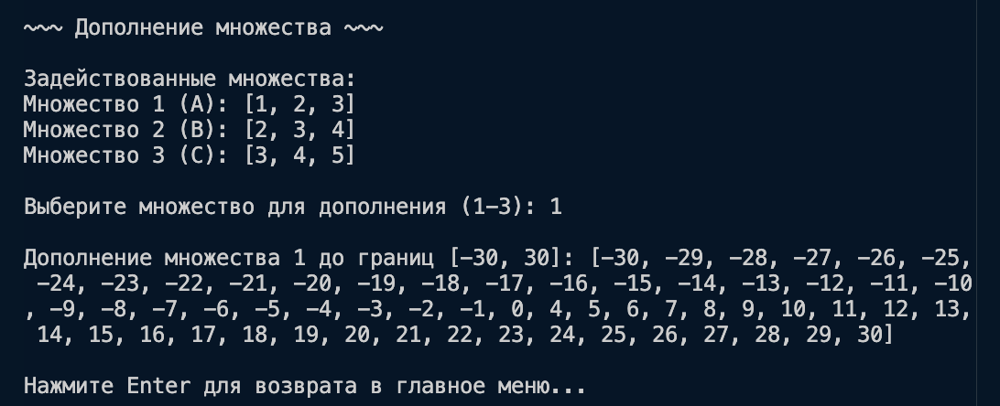 ~~~ Дополнение множества ~~~
Задействованные множества:
Множество 1 (A): [1, 2, 3]
Множество 2 (B): [2, 3, 4]
Множество 3 (C): [3, 4, 5]
Выберите множество для дополнения (1-3): 1
Дополнение множества 1 до границ [-30, 30]: [-30, -29, -28, -27, -26, -25,
-24, -23, -22, -21, -20, -19, -18, -17, -16, -15, -14, -13, -12, -11, -10
, -9, -8, -7, -6, -5, -4, -3, -2, -1, 0, 4, 5, 6, 7, 8, 9, 10, 11, 12, 13,
14, 15, 16, 17, 18, 19, 20, 21, 22, 23, 24, 25, 26, 27, 28, 29, 30]
Нажмите Enter для возврата в главное меню...